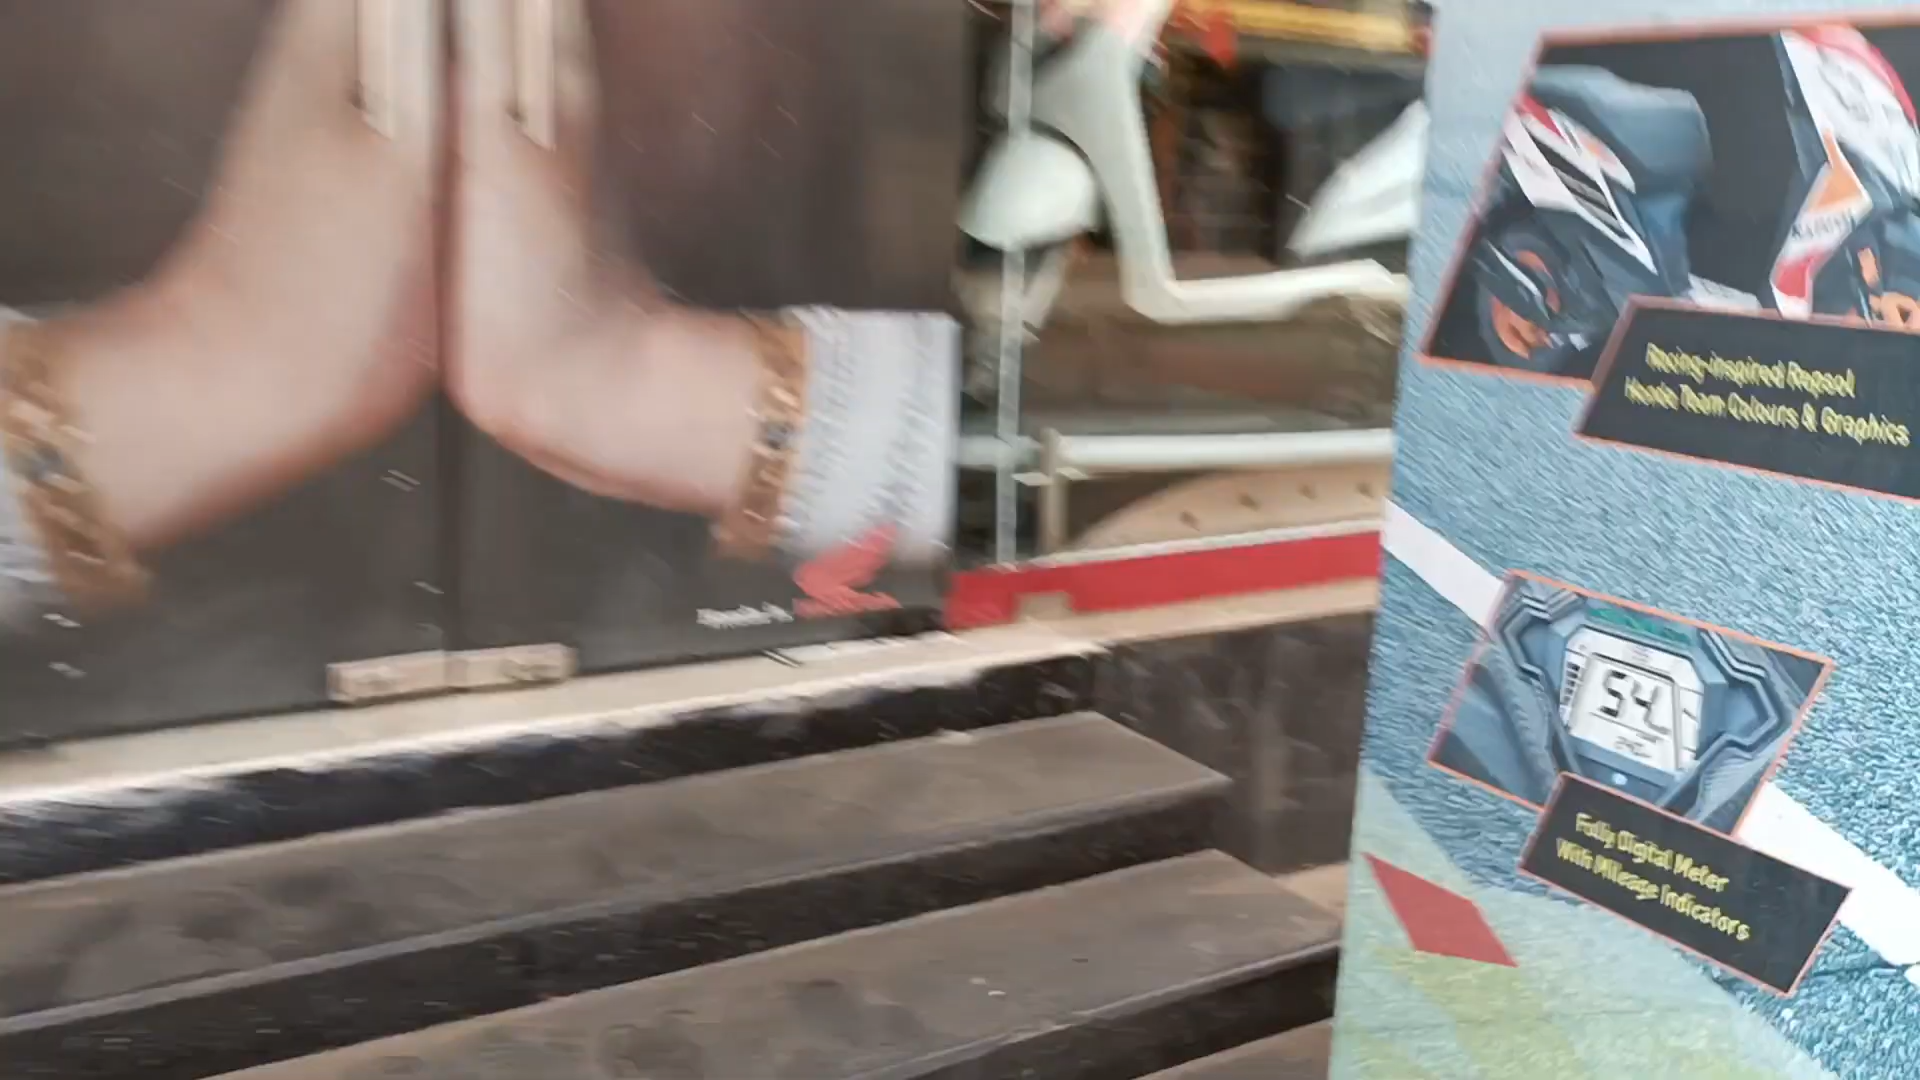 Racing-inspired Repsol
Honda Team Colours & Graphics
54
Fully Digital Meter
With Mileage Indicators